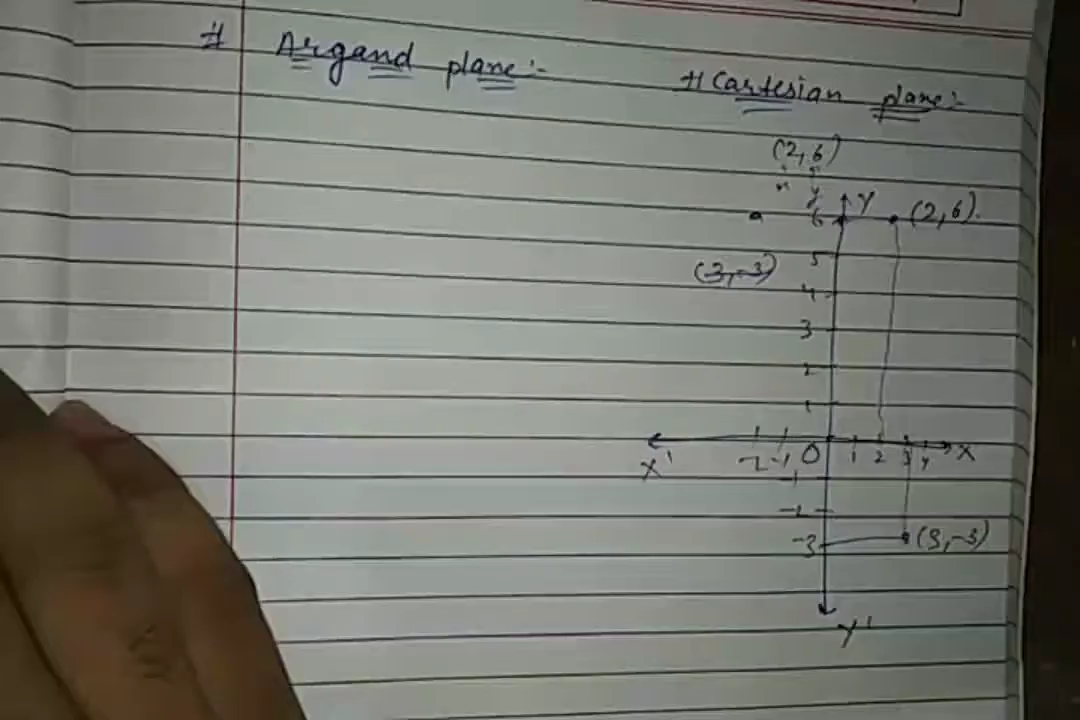 # Argand plane :-
# Cartesian plane :-
(2, 6)
x y
Y
6 (2, 6).
5
(3, -3)
4
3
2
1
X' -2 -1 O 1 2 3 4 X
-1
-2
-3 (3, -3)
Y'